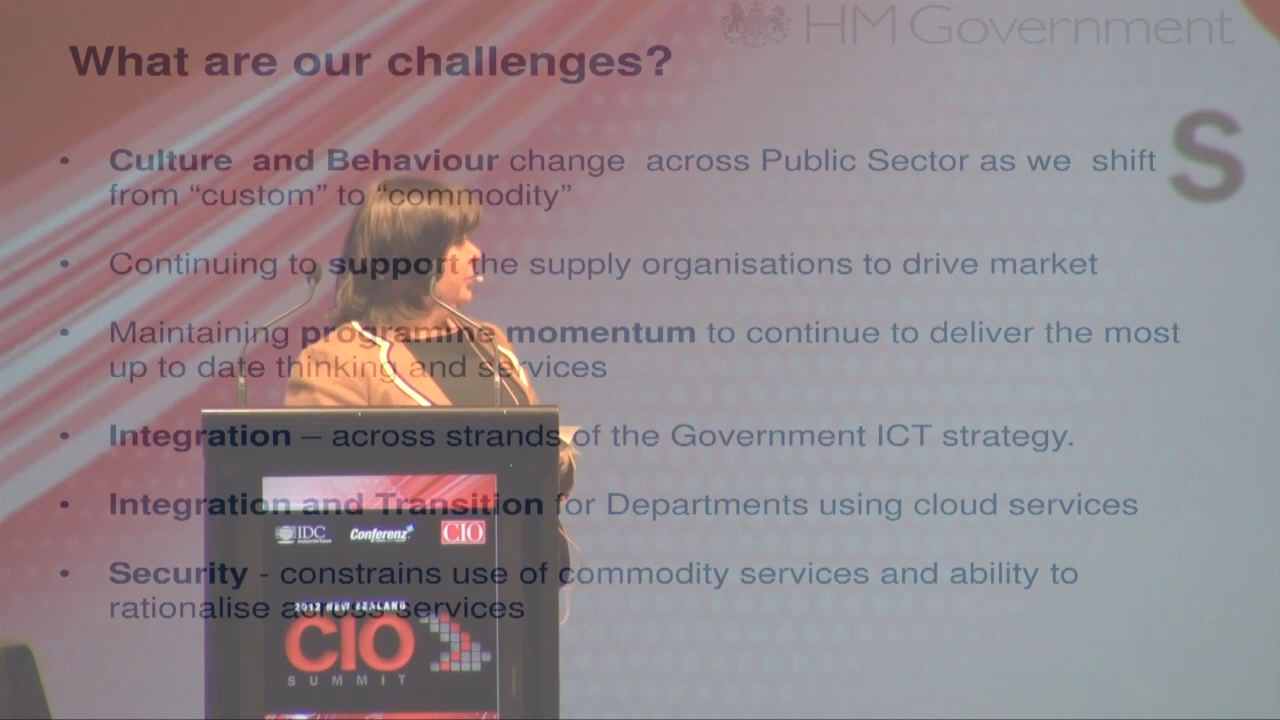 HM Government
What are our challenges?
S
• Culture and Behaviour change across Public Sector as we shift
from “custom” to “commodity”
• Continuing to support the supply organisations to drive market
• Maintaining programme momentum to continue to deliver the most
up to date thinking and services
• Integration – across strands of the Government ICT strategy.
• Integration and Transition for Departments using cloud services
IDC Conferenz CIO
• Security - constrains use of commodity services and ability to
rationalise across services
2012 NEW ZEALAND
CIO
SUMMIT